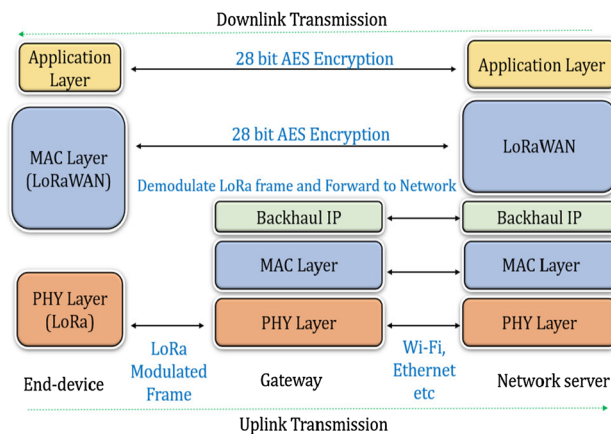 Downlink Transmission
Application
Layer
28 bit AES Encryption
Application Layer
MAC Layer
(LoRaWAN)
28 bit AES Encryption
LoRaWAN
Demodulate LoRa frame and Forward to Network
Backhaul IP
Backhaul IP
MAC Layer
MAC Layer
PHY Layer
(LoRa)
PHY Layer
PHY Layer
LoRa
Modulated
Frame
Wi-Fi,
Ethernet
etc
End-device
Gateway
Network server
Uplink Transmission